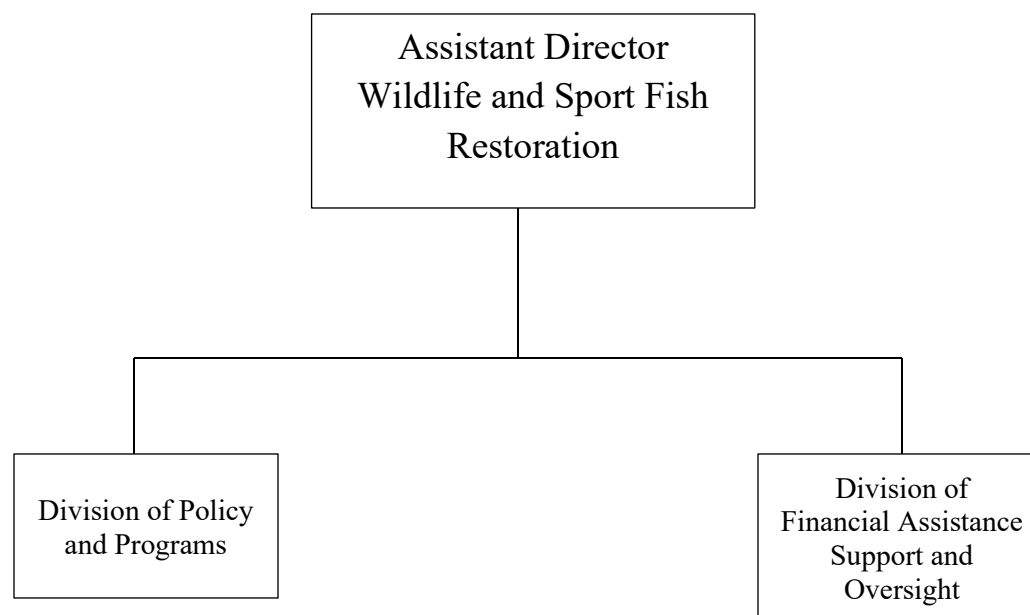 Assistant Director
Wildlife and Sport Fish
Restoration
Division of Policy
and Programs
Division of
Financial Assistance
Support and
Oversight